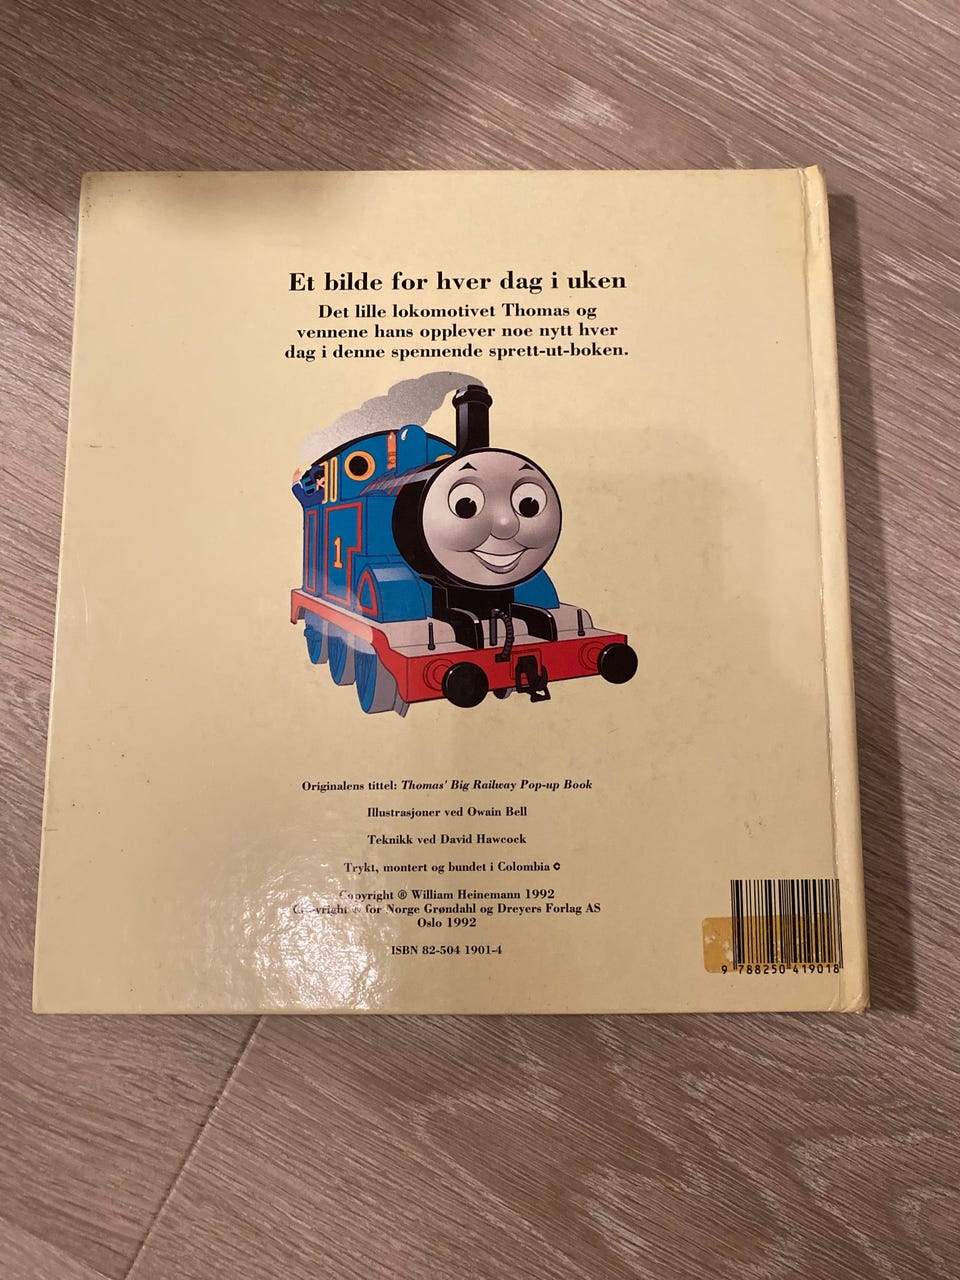 Et bilde for hver dag i uken
Det lille lokomotivet Thomas og
vennene hans opplever noe nytt hver
dag i denne spennende sprett-ut-boken.
1
Originalens tittel: Thomas' Big Railway Pop-up Book
Illustrasjoner ved Owain Bell
Teknikk ved David Hawcock
Trykt, montert og bundet i Colombia ©
Copyright ® William Heinemann 1992
Copyright ® for Norge Grøndahl og Dreyers Forlag AS
Oslo 1992
ISBN 82-504 1901-4
9 788250 419018